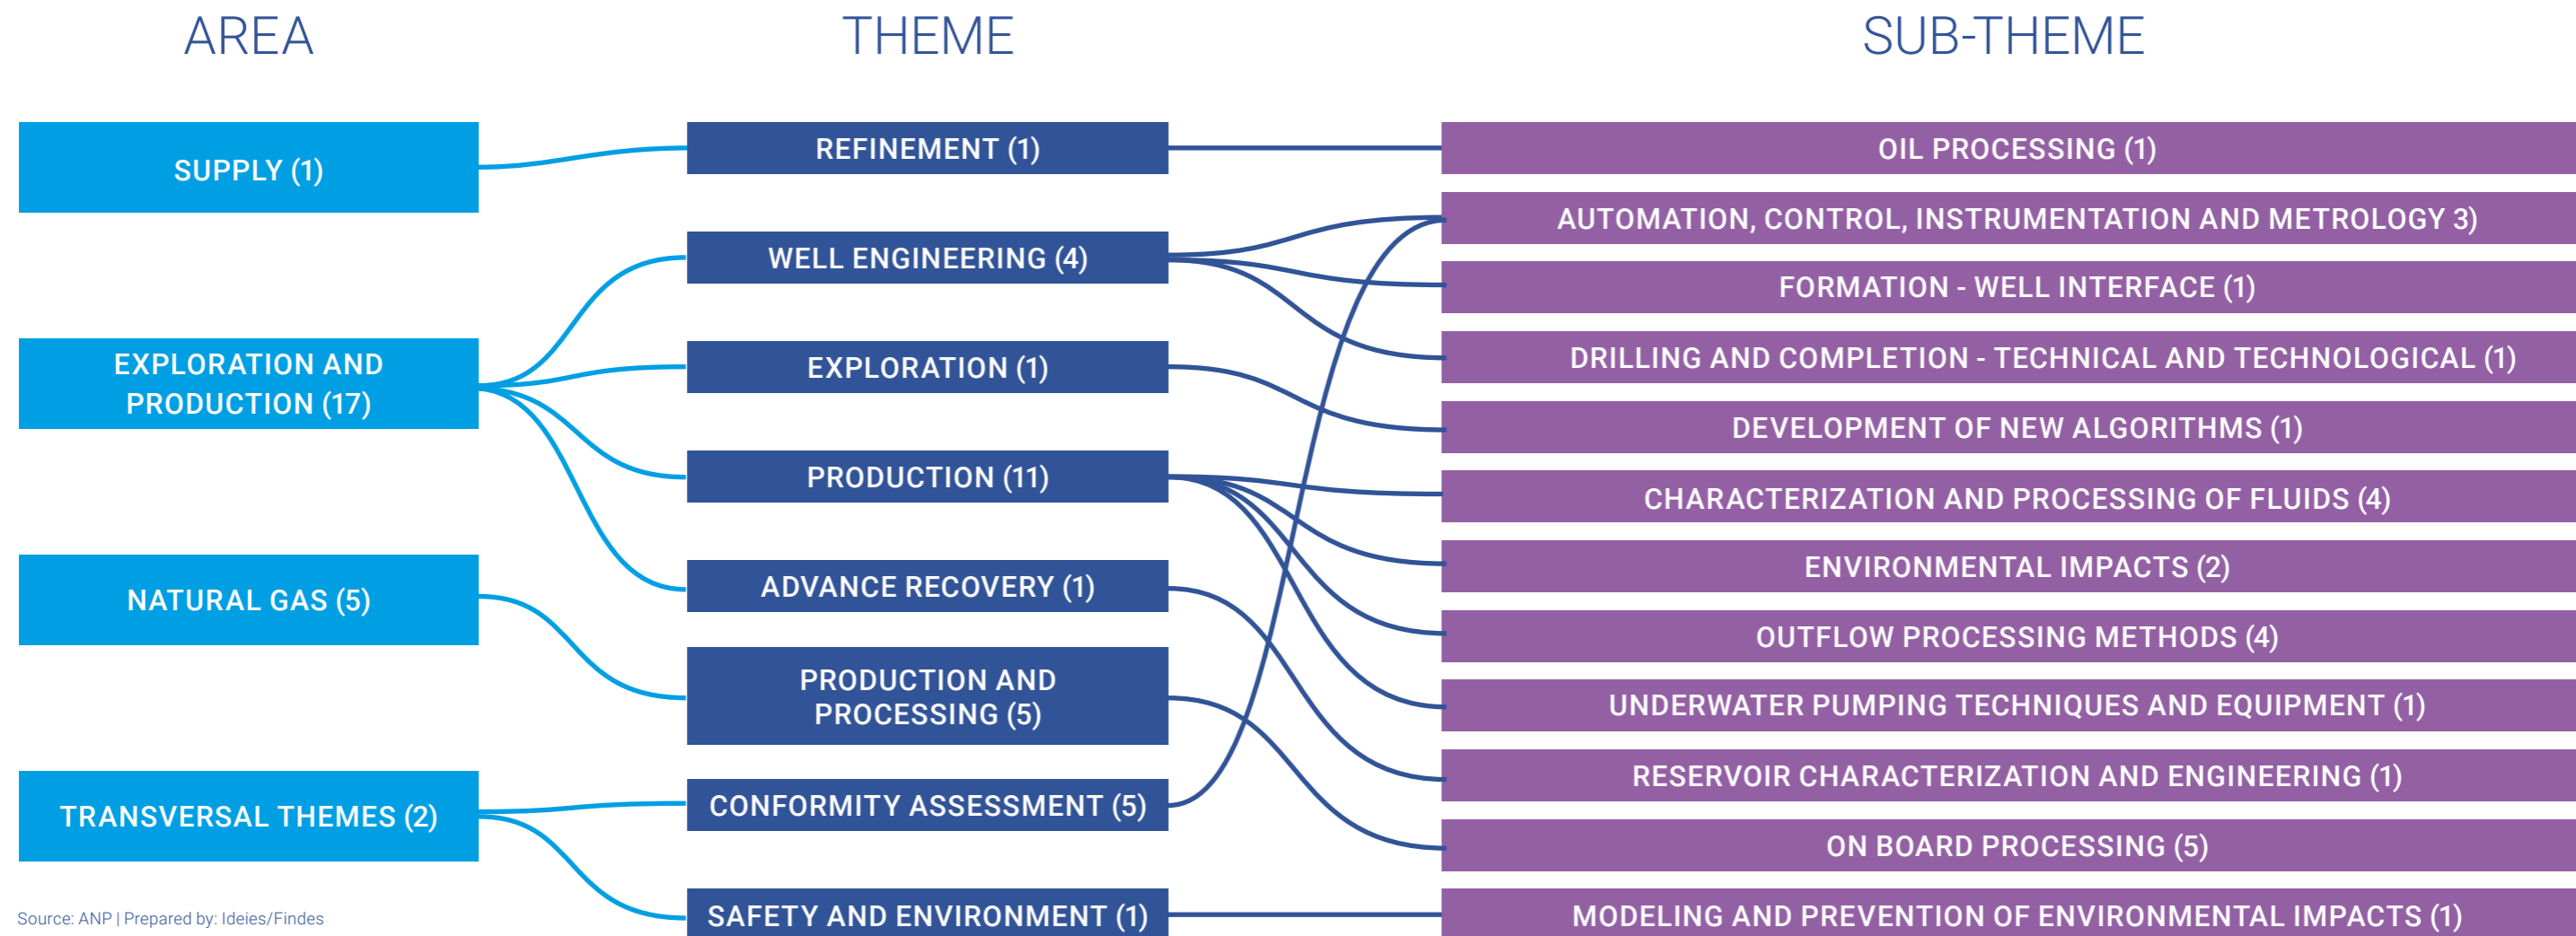 AREA
THEME
SUB-THEME
SUPPLY (1)
EXPLORATION AND
PRODUCTION (17)
NATURAL GAS (5)
TRANSVERSAL THEMES (2)
REFINEMENT (1)
WELL ENGINEERING (4)
EXPLORATION (1)
PRODUCTION (11)
ADVANCE RECOVERY (1)
PRODUCTION AND
PROCESSING (5)
CONFORMITY ASSESSMENT (5)
SAFETY AND ENVIRONMENT (1)
OIL PROCESSING (1)
AUTOMATION, CONTROL, INSTRUMENTATION AND METROLOGY 3)
FORMATION - WELL INTERFACE (1)
DRILLING AND COMPLETION - TECHNICAL AND TECHNOLOGICAL (1)
DEVELOPMENT OF NEW ALGORITHMS (1)
CHARACTERIZATION AND PROCESSING OF FLUIDS (4)
ENVIRONMENTAL IMPACTS (2)
OUTFLOW PROCESSING METHODS (4)
UNDERWATER PUMPING TECHNIQUES AND EQUIPMENT (1)
RESERVOIR CHARACTERIZATION AND ENGINEERING (1)
ON BOARD PROCESSING (5)
MODELING AND PREVENTION OF ENVIRONMENTAL IMPACTS (1)
Source: ANP | Prepared by: Ideies/Findes